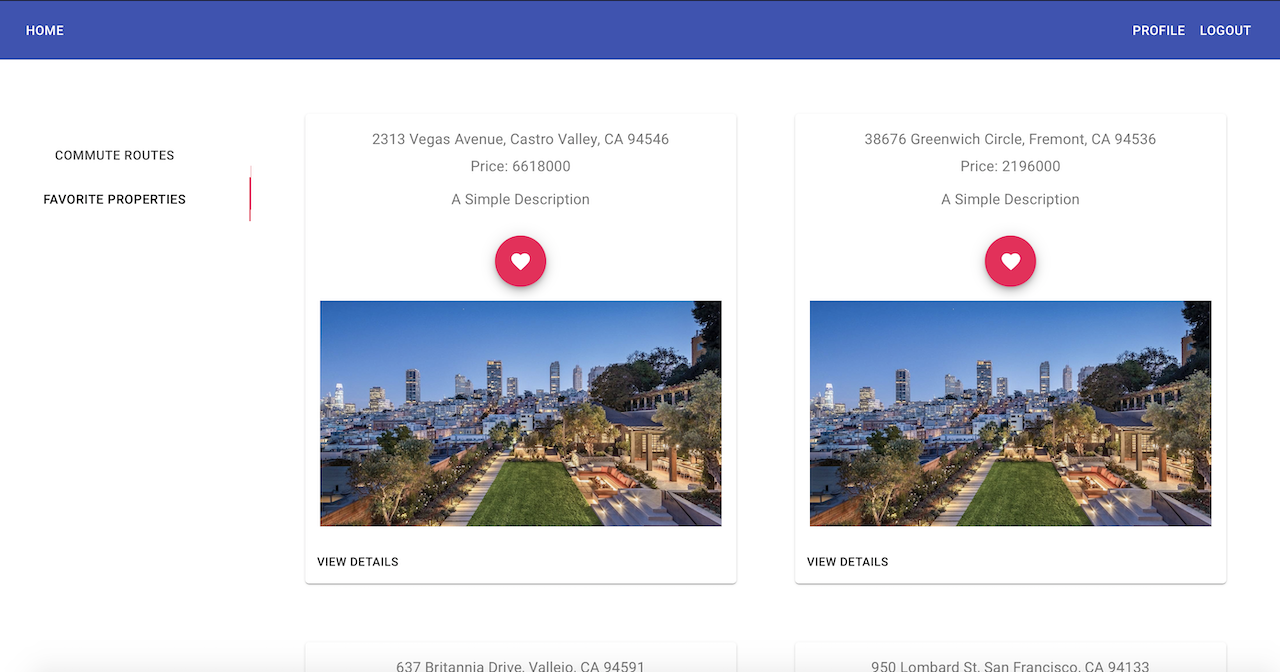 HOME
PROFILE LOGOUT
COMMUTE ROUTES
FAVORITE PROPERTIES
2313 Vegas Avenue, Castro Valley, CA 94546
Price: 6618000
A Simple Description
VIEW DETAILS
38676 Greenwich Circle, Fremont, CA 94536
Price: 2196000
A Simple Description
VIEW DETAILS
637 Britannia Drive, Vallejo, CA 94591
950 Lombard St, San Francisco, CA 94133